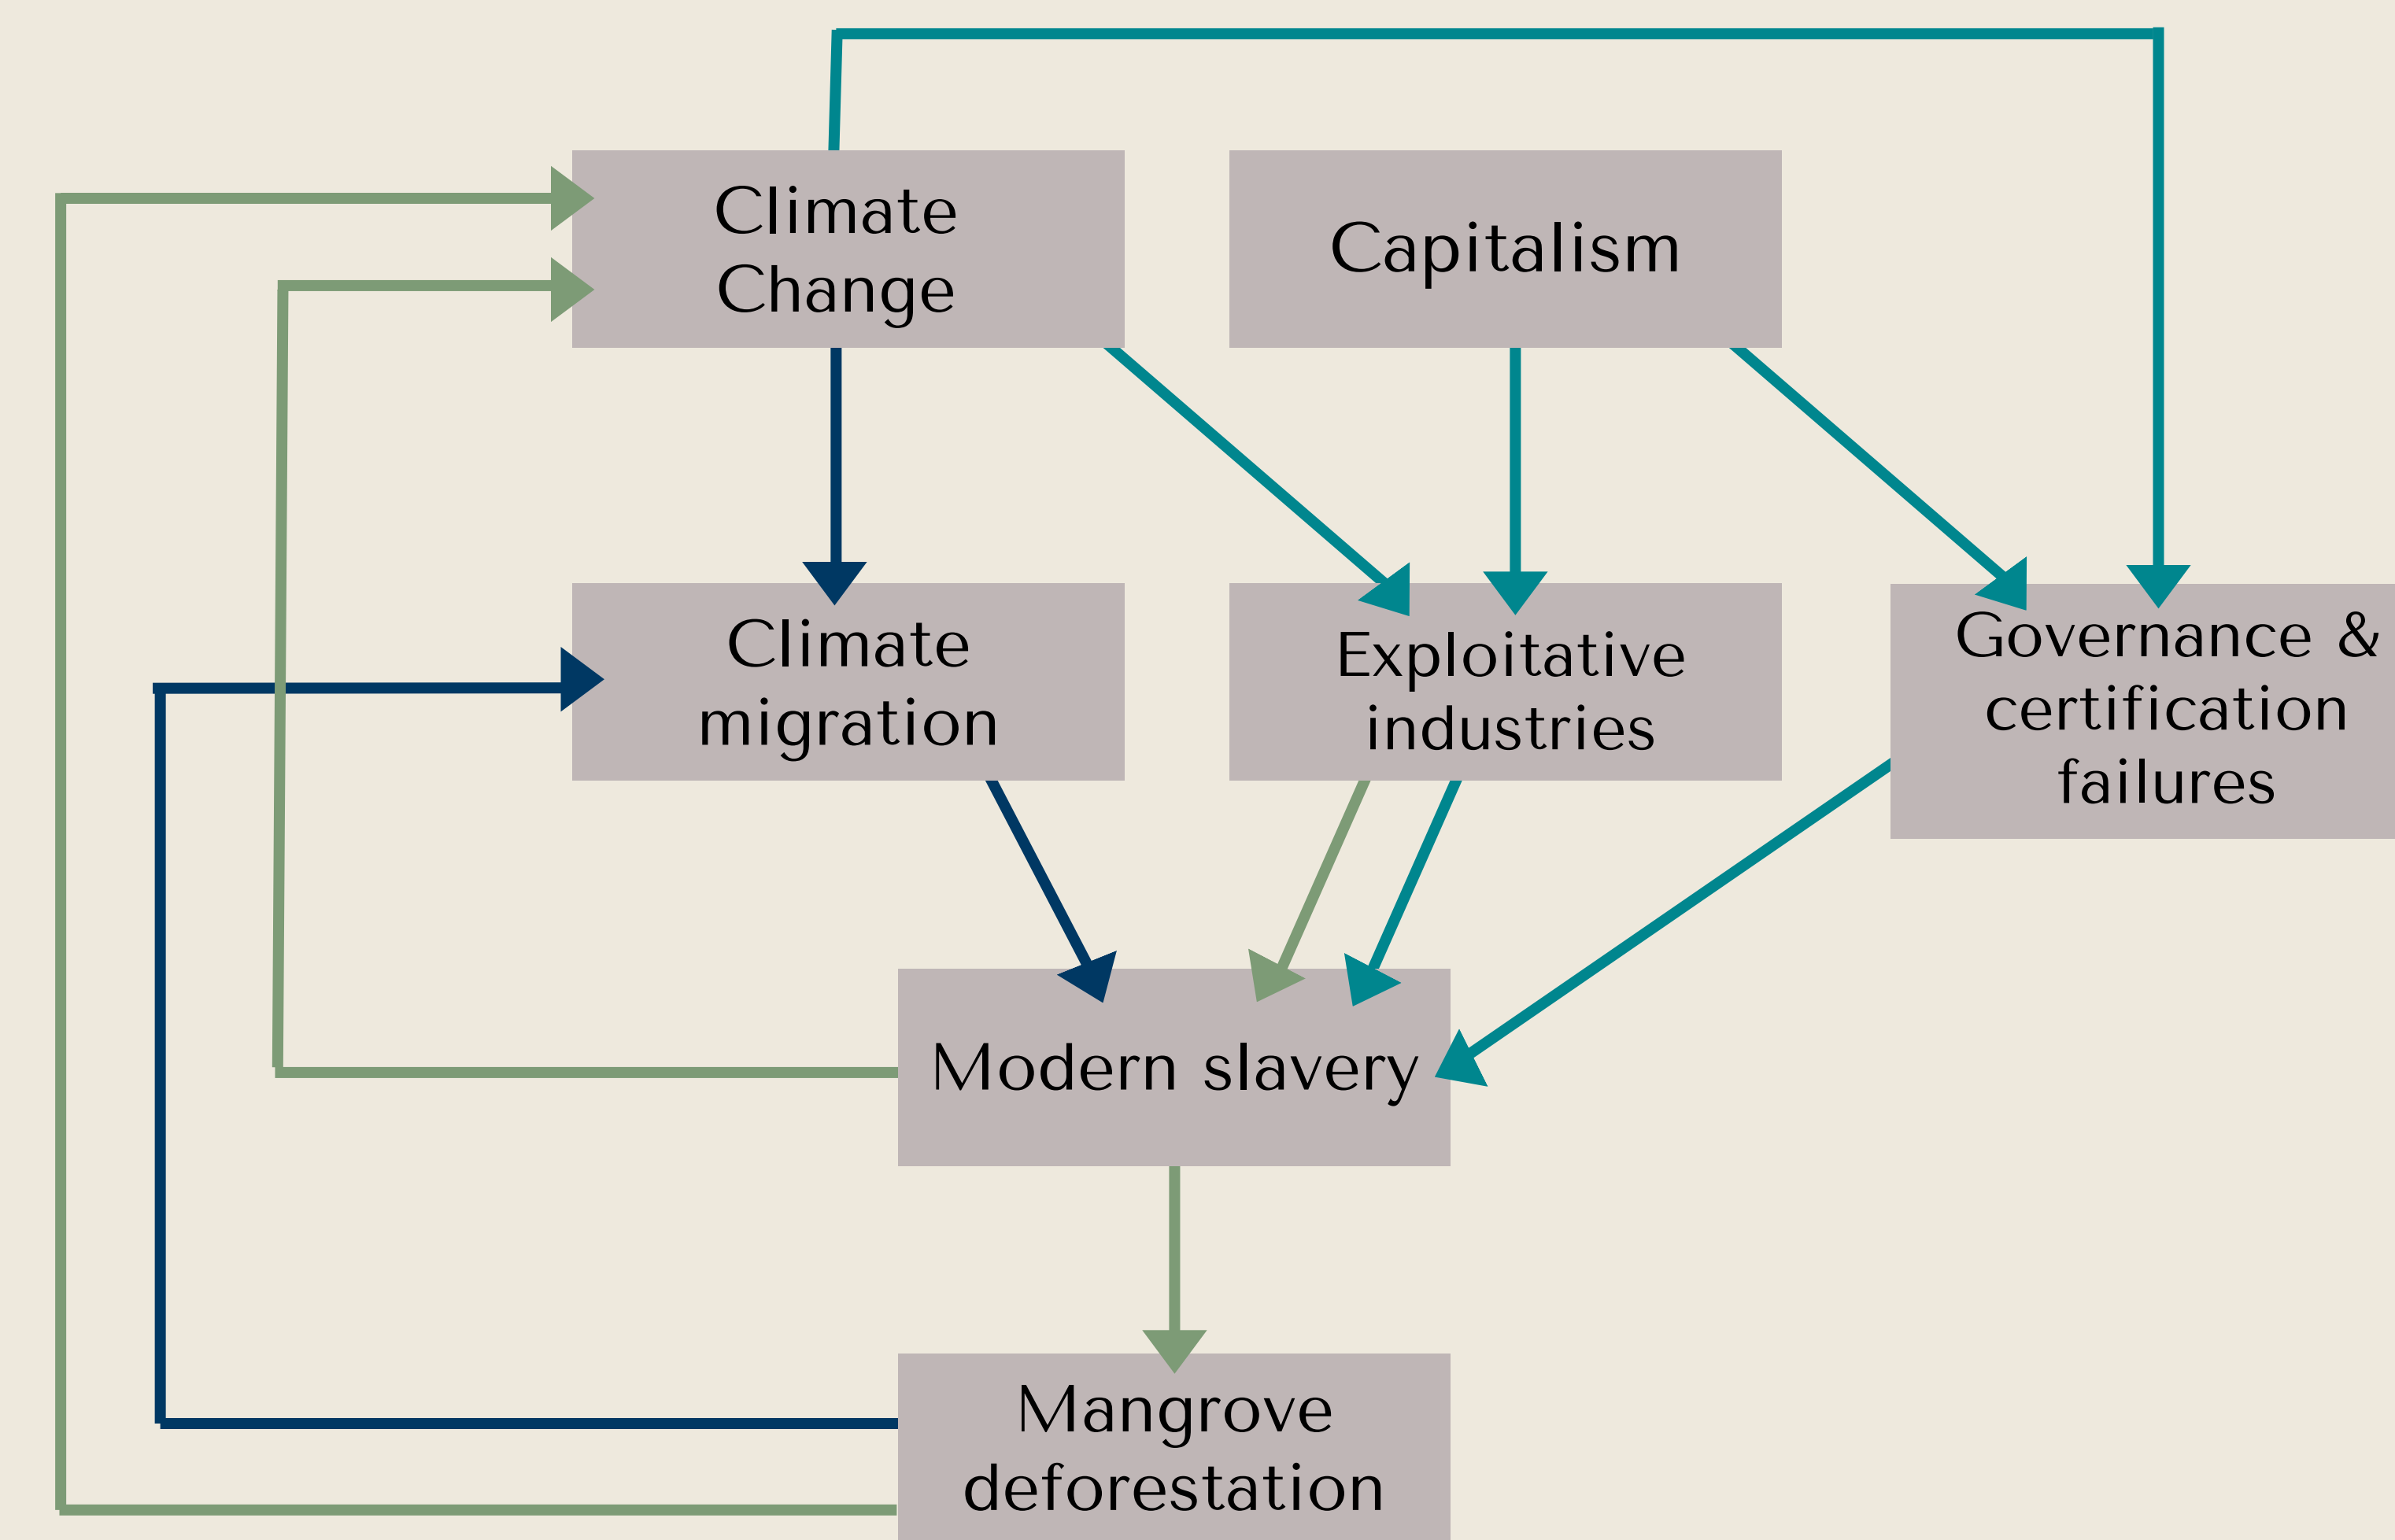 Climate
Change
Capitalism
Climate
migration
Exploitative
industries
Governance &
certification
failures
Modern slavery
Mangrove
deforestation